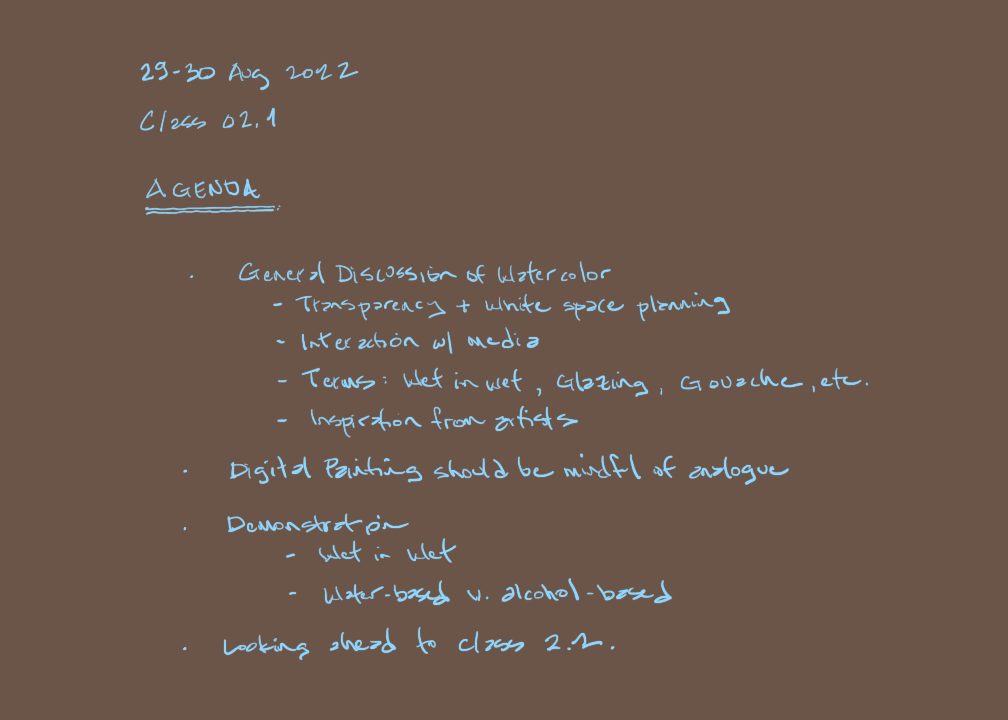 29-30 Aug 2022
Class 02.1
AGENDA
· General Discussion of Watercolor
- Transparency + White space planning
- Interaction w/ media
- Terms: Wet in wet, Glazing, Gouache, etc.
- Inspiration from artists
· Digital Painting should be mindful of analogue
· Demonstration
- Wet in Wet
- Water-based v. alcohol-based
· Looking ahead to class 2.2.